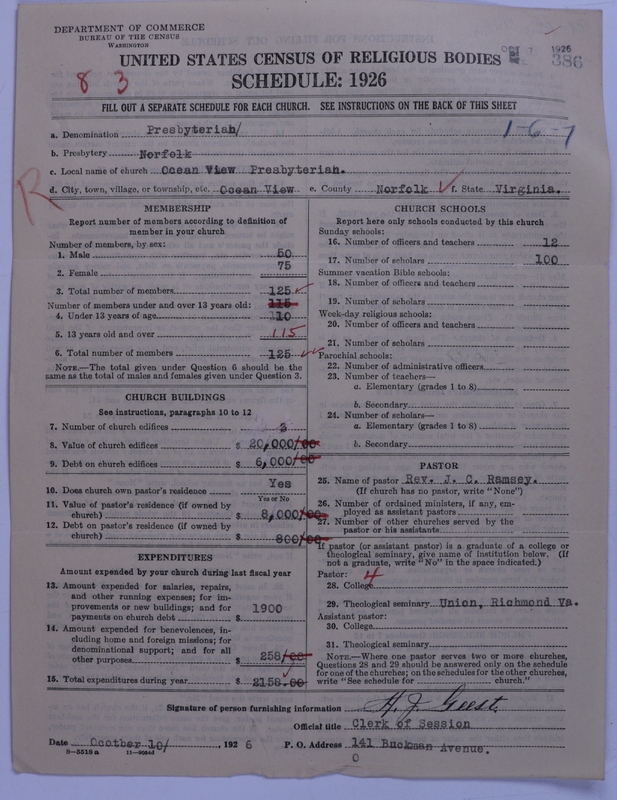 DEPARTMENT OF COMMERCE
BUREAU OF THE CENSUS
WASHINGTON
1926
386
UNITED STATES CENSUS OF RELIGIOUS BODIES
8 3
SCHEDULE: 1926
FILL OUT A SEPARATE SCHEDULE FOR EACH CHURCH. SEE INSTRUCTIONS ON THE BACK OF THIS SHEET
a. Denomination Presbyterian/
1-6-7
b. Presbytery Norfolk
c. Local name of church Ocean View Presbyterian.
R
d. City, town, village, or township, etc. Ocean View e. County Norfolk f. State Virginia.
MEMBERSHIP
Report number of members according to definition of
member in your church
Number of members, by sex:
1. Male 50
2. Female 75
3. Total number of members 125
Number of members under and over 13 years old: 115
4. Under 13 years of age 10
5. 13 years old and over 115
6. Total number of members 125
NOTE.—The total given under Question 6 should be the
same as the total of males and females given under Question 3.
CHURCH BUILDINGS
See instructions, paragraphs 10 to 12
7. Number of church edifices
8. Value of church edifices $ 20,000/00
9. Debt on church edifices $ 6,000/00
10. Does church own pastor's residence Yes
Yes or No
11. Value of pastor's residence (if owned by
church) $ 8,000/00
12. Debt on pastor's residence (if owned by
church) $ 800/00
EXPENDITURES
Amount expended by your church during last fiscal year
13. Amount expended for salaries, repairs,
and other running expenses; for im-
provements or new buildings; and for
payments on church debt $ 1900
14. Amount expended for benevolences, in-
cluding home and foreign missions; for
denominational support; and for all
other purposes $ 258/00
15. Total expenditures during year $ 2158.00
CHURCH SCHOOLS
Report here only schools conducted by this church
Sunday schools:
16. Number of officers and teachers 12
17. Number of scholars 100
Summer vacation Bible schools:
18. Number of officers and teachers
19. Number of scholars
Week-day religious schools:
20. Number of officers and teachers
21. Number of scholars
Parochial schools:
22. Number of administrative officers
23. Number of teachers—
a. Elementary (grades 1 to 8)
b. Secondary
24. Number of scholars—
a. Elementary (grades 1 to 8)
b. Secondary
PASTOR
25. Name of pastor Rev. J. C. Ramsey.
(If church has no pastor, write "None")
26. Number of ordained ministers, if any, em-
ployed as assistant pastors
27. Number of other churches served by the
pastor or his assistants
If pastor (or assistant pastor) is a graduate of a college or
theological seminary, give name of institution below. (If
not a graduate, write "No" in the space indicated.)
Pastor: 4
28. College
29. Theological seminary Union, Richmond Va.
Assistant pastor:
30. College
31. Theological seminary
NOTE.—Where one pastor serves two or more churches,
Questions 28 and 29 should be answered only on the schedule
for one of the churches; on the schedules for the other churches,
write "See schedule for church."
Signature of person furnishing information H. J. Geest.
Official title Clerk of Session
Date Ocotber 10/, 1926 P. O. Address 141 Buckman Avenue.
8-5518a 11-9094d